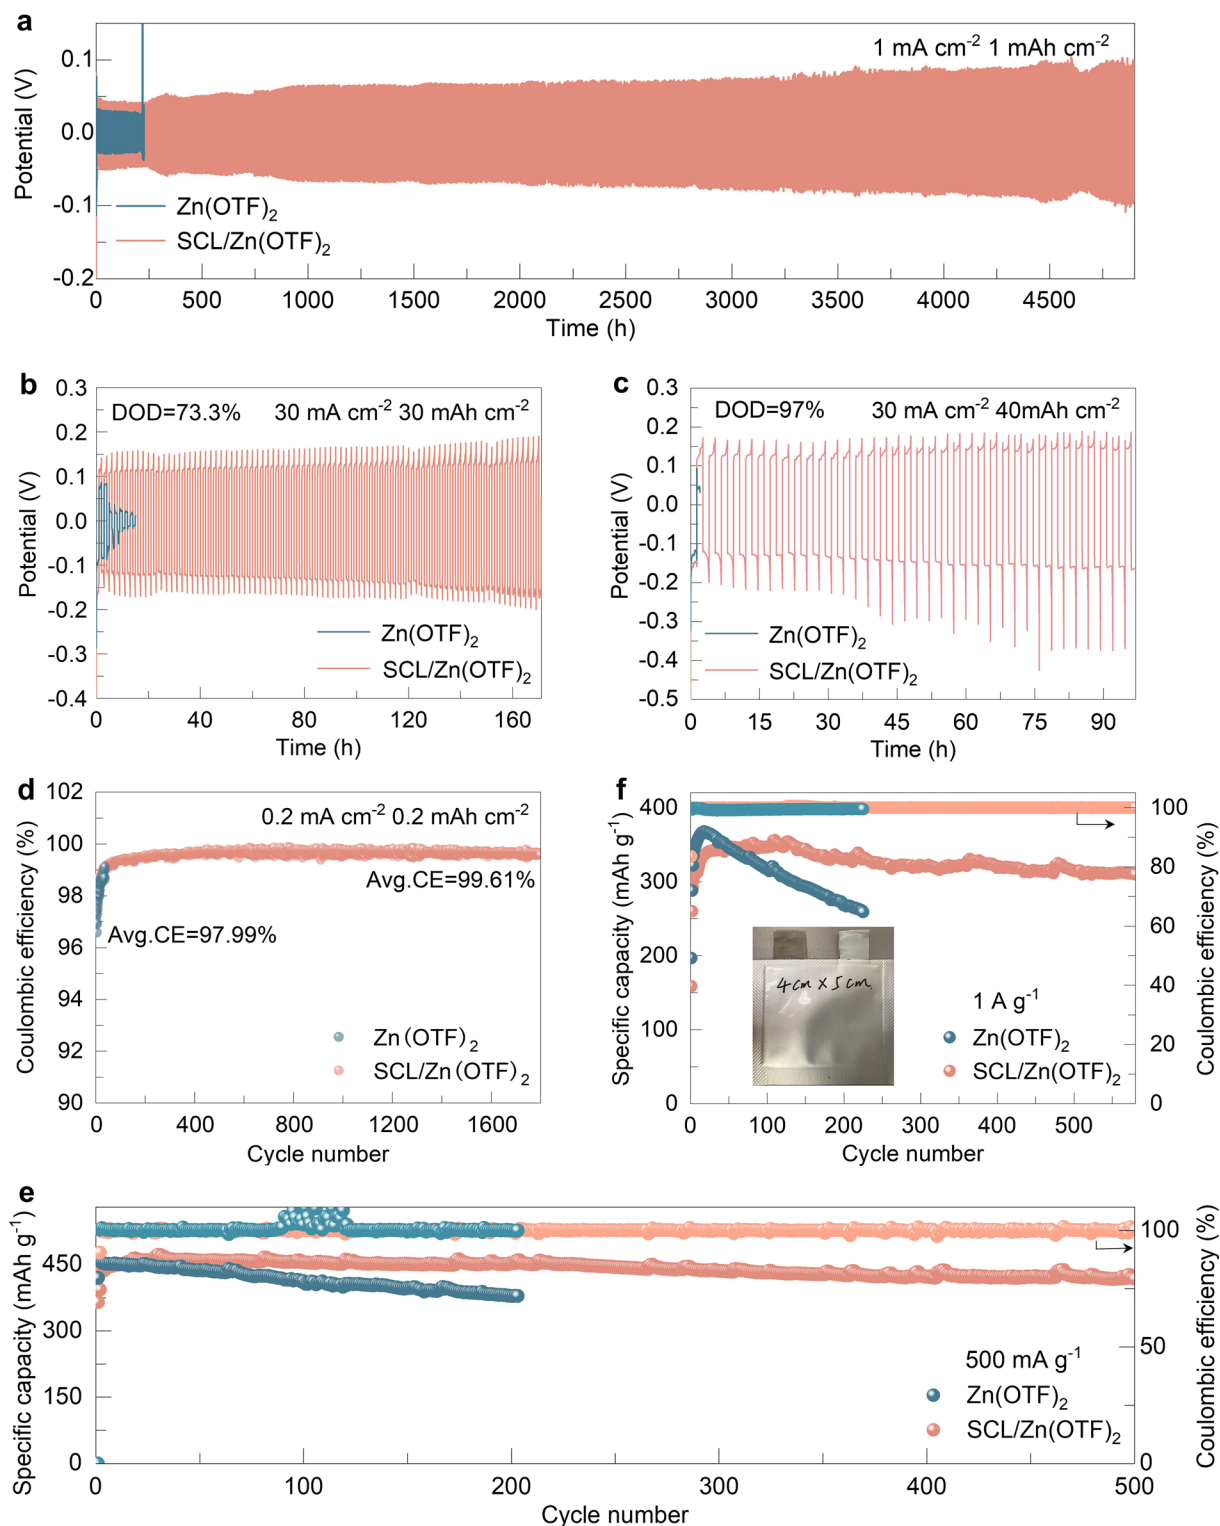 a
1 mA cm-2 1 mAh cm-2
Potential (V)
0.1
0.0
-0.1
-0.2
Zn(OTF)2
SCL/Zn(OTF)2
0 500 1000 1500 2000 2500 3000 3500 4000 4500
Time (h)
b
DOD=73.3% 30 mA cm-2 30 mAh cm-2
Potential (V)
0.3
0.2
0.1
0.0
-0.1
-0.2
-0.3
-0.4
Zn(OTF)2
SCL/Zn(OTF)2
0 40 80 120 160
Time (h)
c
DOD=97% 30 mA cm-2 40mAh cm-2
Potential (V)
0.3
0.2
0.1
0.0
-0.1
-0.2
-0.3
-0.4
-0.5
Zn(OTF)2
SCL/Zn(OTF)2
0 15 30 45 60 75 90
Time (h)
d
0.2 mA cm-2 0.2 mAh cm-2
Avg.CE=99.61%
Avg.CE=97.99%
Coulombic efficiency (%)
102
100
98
96
94
92
90
Zn(OTF)2
SCL/Zn(OTF)2
0 400 800 1200 1600
Cycle number
f
Specific capacity (mAh g-1)
400
300
200
100
0
4cm x 5cm.
1 A g-1
Zn(OTF)2
SCL/Zn(OTF)2
100
80
60
40
20
0
Coulombic efficiency (%)
0 100 200 300 400 500
Cycle number
e
Specific capacity (mAh g-1)
450
300
150
0
500 mA g-1
Zn(OTF)2
SCL/Zn(OTF)2
100
50
0
Coulombic efficiency (%)
0 100 200 300 400 500
Cycle number